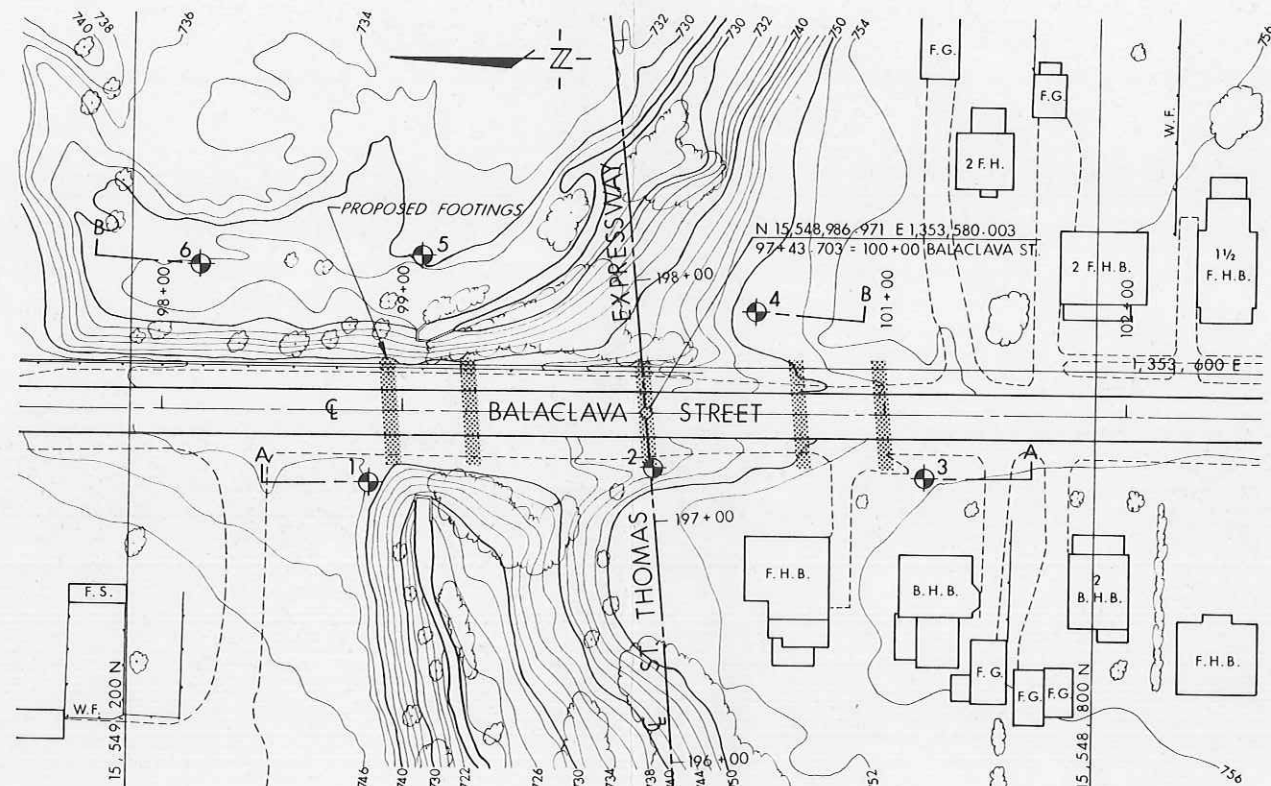 740
738
736
734
732
730
730
732
740
750
754
756
N
F.G.
F.G.
W.F.
2 F.H.
EXPRESSWAY
PROPOSED FOOTINGS
N 15,548,986.971 E 1,353,580.003
97+43.703 = 100+00 BALACLAVA ST.
B
6
5
98+00
99+00
198+00
4
B
101+00
2 F.H.B.
102+00
1½
F.H.B.
1,353,600 E
℄
BALACLAVA STREET
A
1
2
3
A
197+00
ST. THOMAS
F.H.B.
B.H.B.
2
B.H.B.
F.S.
F.G.
F.G.
F.G.
F.H.B.
W.F.
15,549,200 N
℄
15,548,800 N
196+00
746
740
730
722
726
730
734
738
740
744
750
752
756